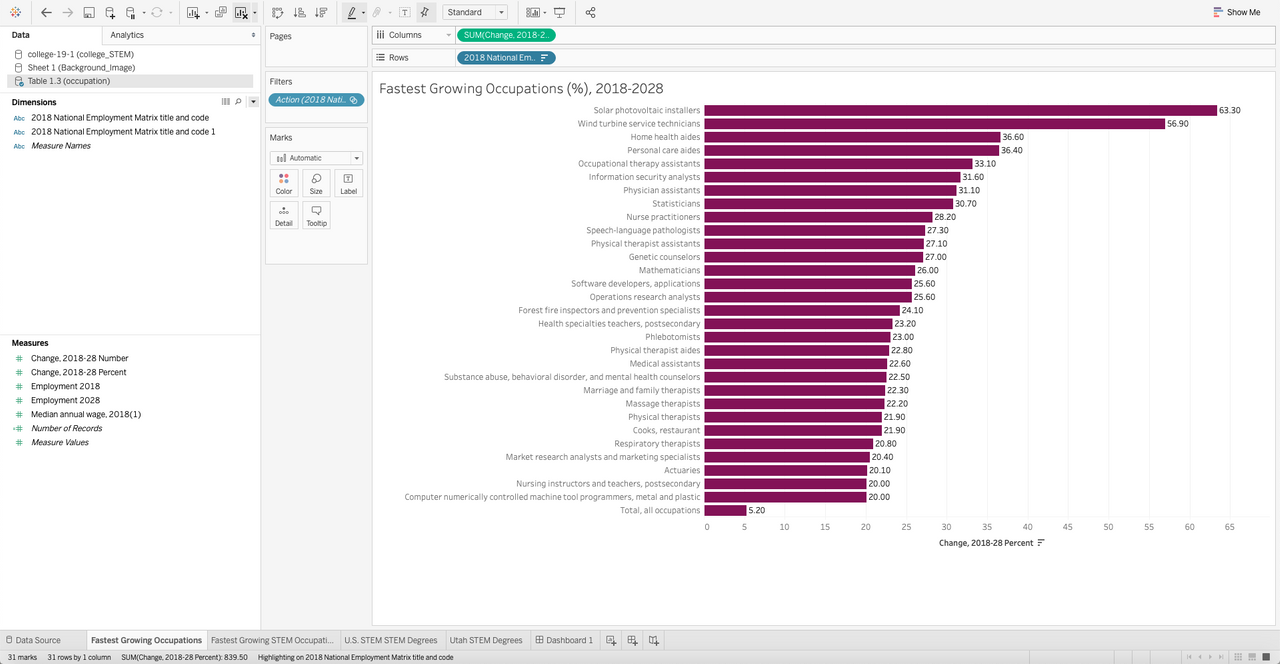 Standard
Show Me
Data
Analytics
college-19-1 (college_STEM)
Sheet 1 (Background_Image)
Table 1.3 (occupation)
Dimensions
Abc 2018 National Employment Matrix title and code
Abc 2018 National Employment Matrix title and code 1
Abc Measure Names
Measures
# Change, 2018-28 Number
# Change, 2018-28 Percent
# Employment 2018
# Employment 2028
# Median annual wage, 2018(1)
# Number of Records
# Measure Values
Pages
Filters
Action (2018 Nati..
Marks
Automatic
Color Size Label
Detail Tooltip
Columns SUM(Change, 2018-2..
Rows 2018 National Em..
Fastest Growing Occupations (%), 2018-2028
Solar photovoltaic installers 63.30
Wind turbine service technicians 56.90
Home health aides 36.60
Personal care aides 36.40
Occupational therapy assistants 33.10
Information security analysts 31.60
Physician assistants 31.10
Statisticians 30.70
Nurse practitioners 28.20
Speech-language pathologists 27.30
Physical therapist assistants 27.10
Genetic counselors 27.00
Mathematicians 26.00
Software developers, applications 25.60
Operations research analysts 25.60
Forest fire inspectors and prevention specialists 24.10
Health specialties teachers, postsecondary 23.20
Phlebotomists 23.00
Physical therapist aides 22.80
Medical assistants 22.60
Substance abuse, behavioral disorder, and mental health counselors 22.50
Marriage and family therapists 22.30
Massage therapists 22.20
Physical therapists 21.90
Cooks, restaurant 21.90
Respiratory therapists 20.80
Market research analysts and marketing specialists 20.40
Actuaries 20.10
Nursing instructors and teachers, postsecondary 20.00
Computer numerically controlled machine tool programmers, metal and plastic 20.00
Total, all occupations 5.20
0 5 10 15 20 25 30 35 40 45 50 55 60 65
Change, 2018-28 Percent
Data Source
Fastest Growing Occupations
Fastest Growing STEM Occupati...
U.S. STEM STEM Degrees
Utah STEM Degrees
Dashboard 1
31 marks 31 rows by 1 column SUM(Change, 2018-28 Percent): 839.50 Highlighting on 2018 National Employment Matrix title and code